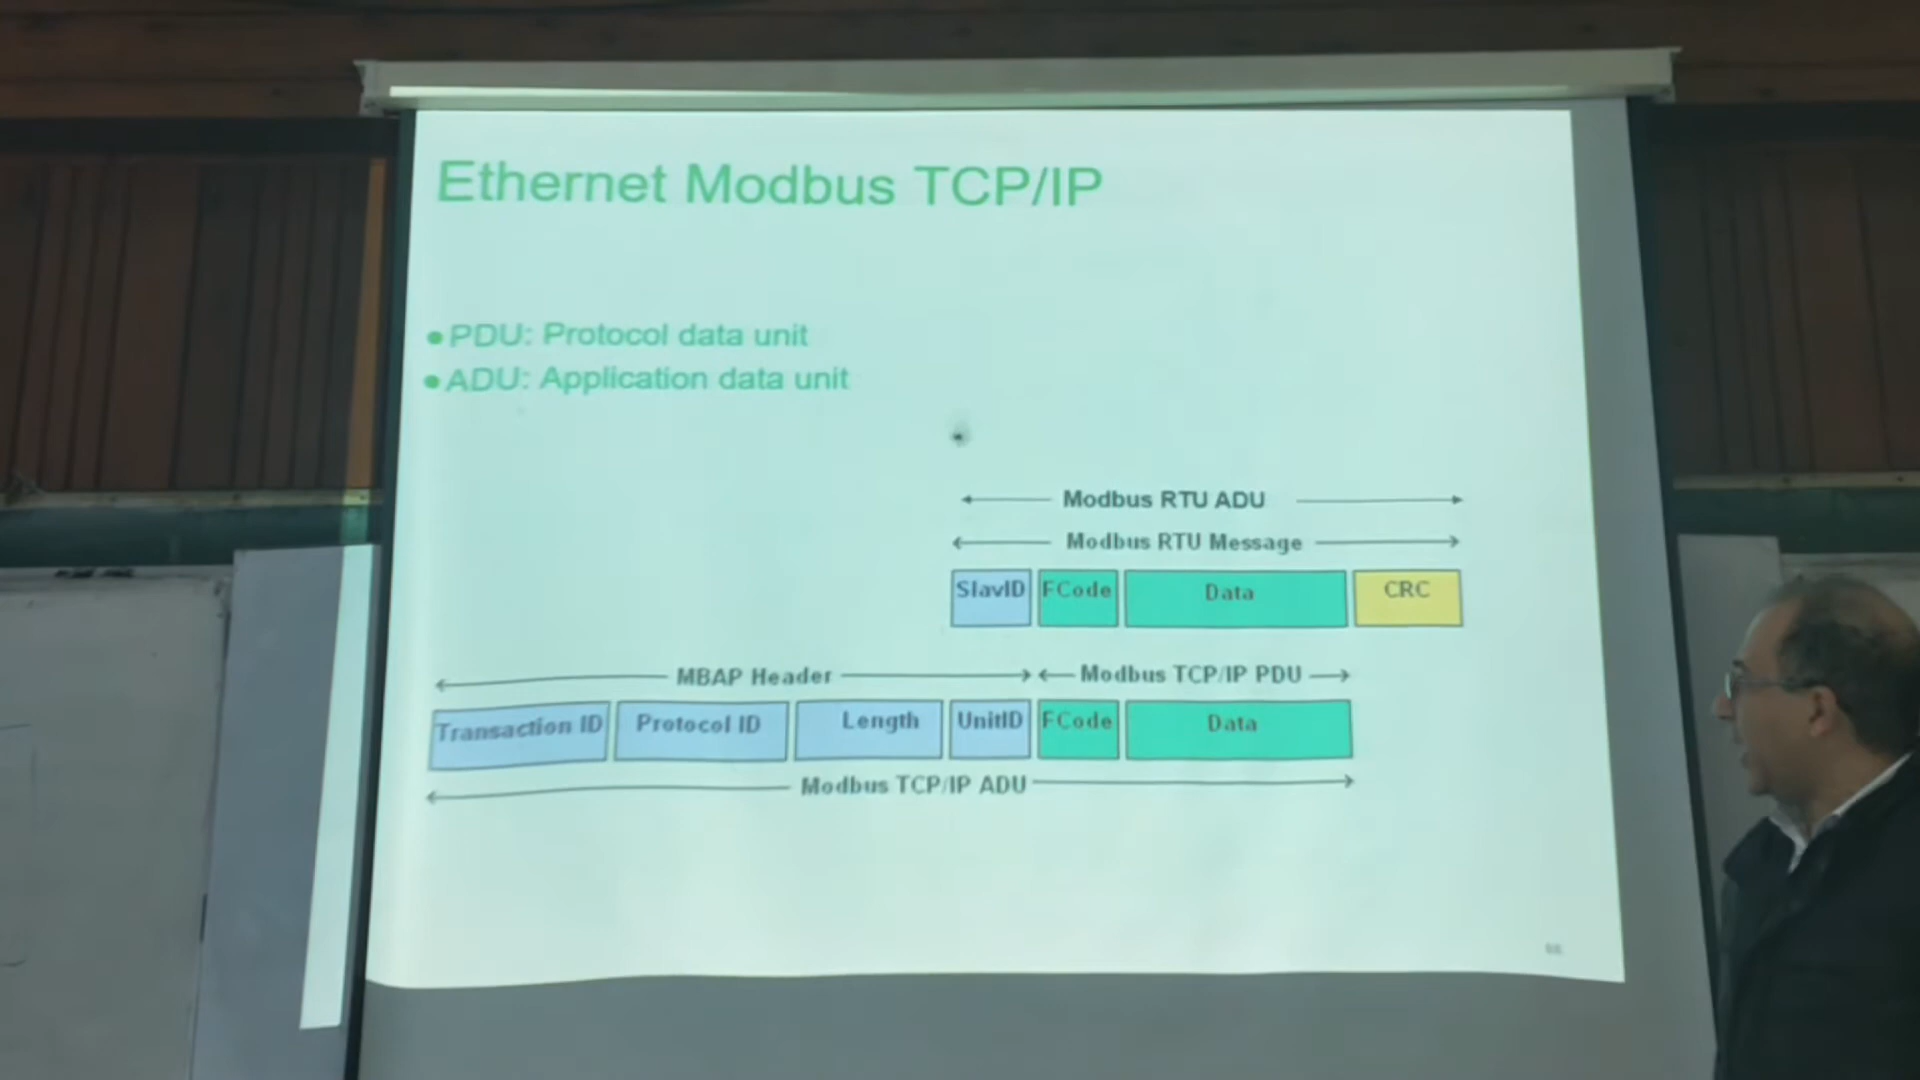 Ethernet Modbus TCP/IP
● PDU: Protocol data unit
● ADU: Application data unit
Modbus RTU ADU
Modbus RTU Message
SlavID FCode Data CRC
MBAP Header Modbus TCP/IP PDU
Transaction ID Protocol ID Length UnitID FCode Data
Modbus TCP/IP ADU